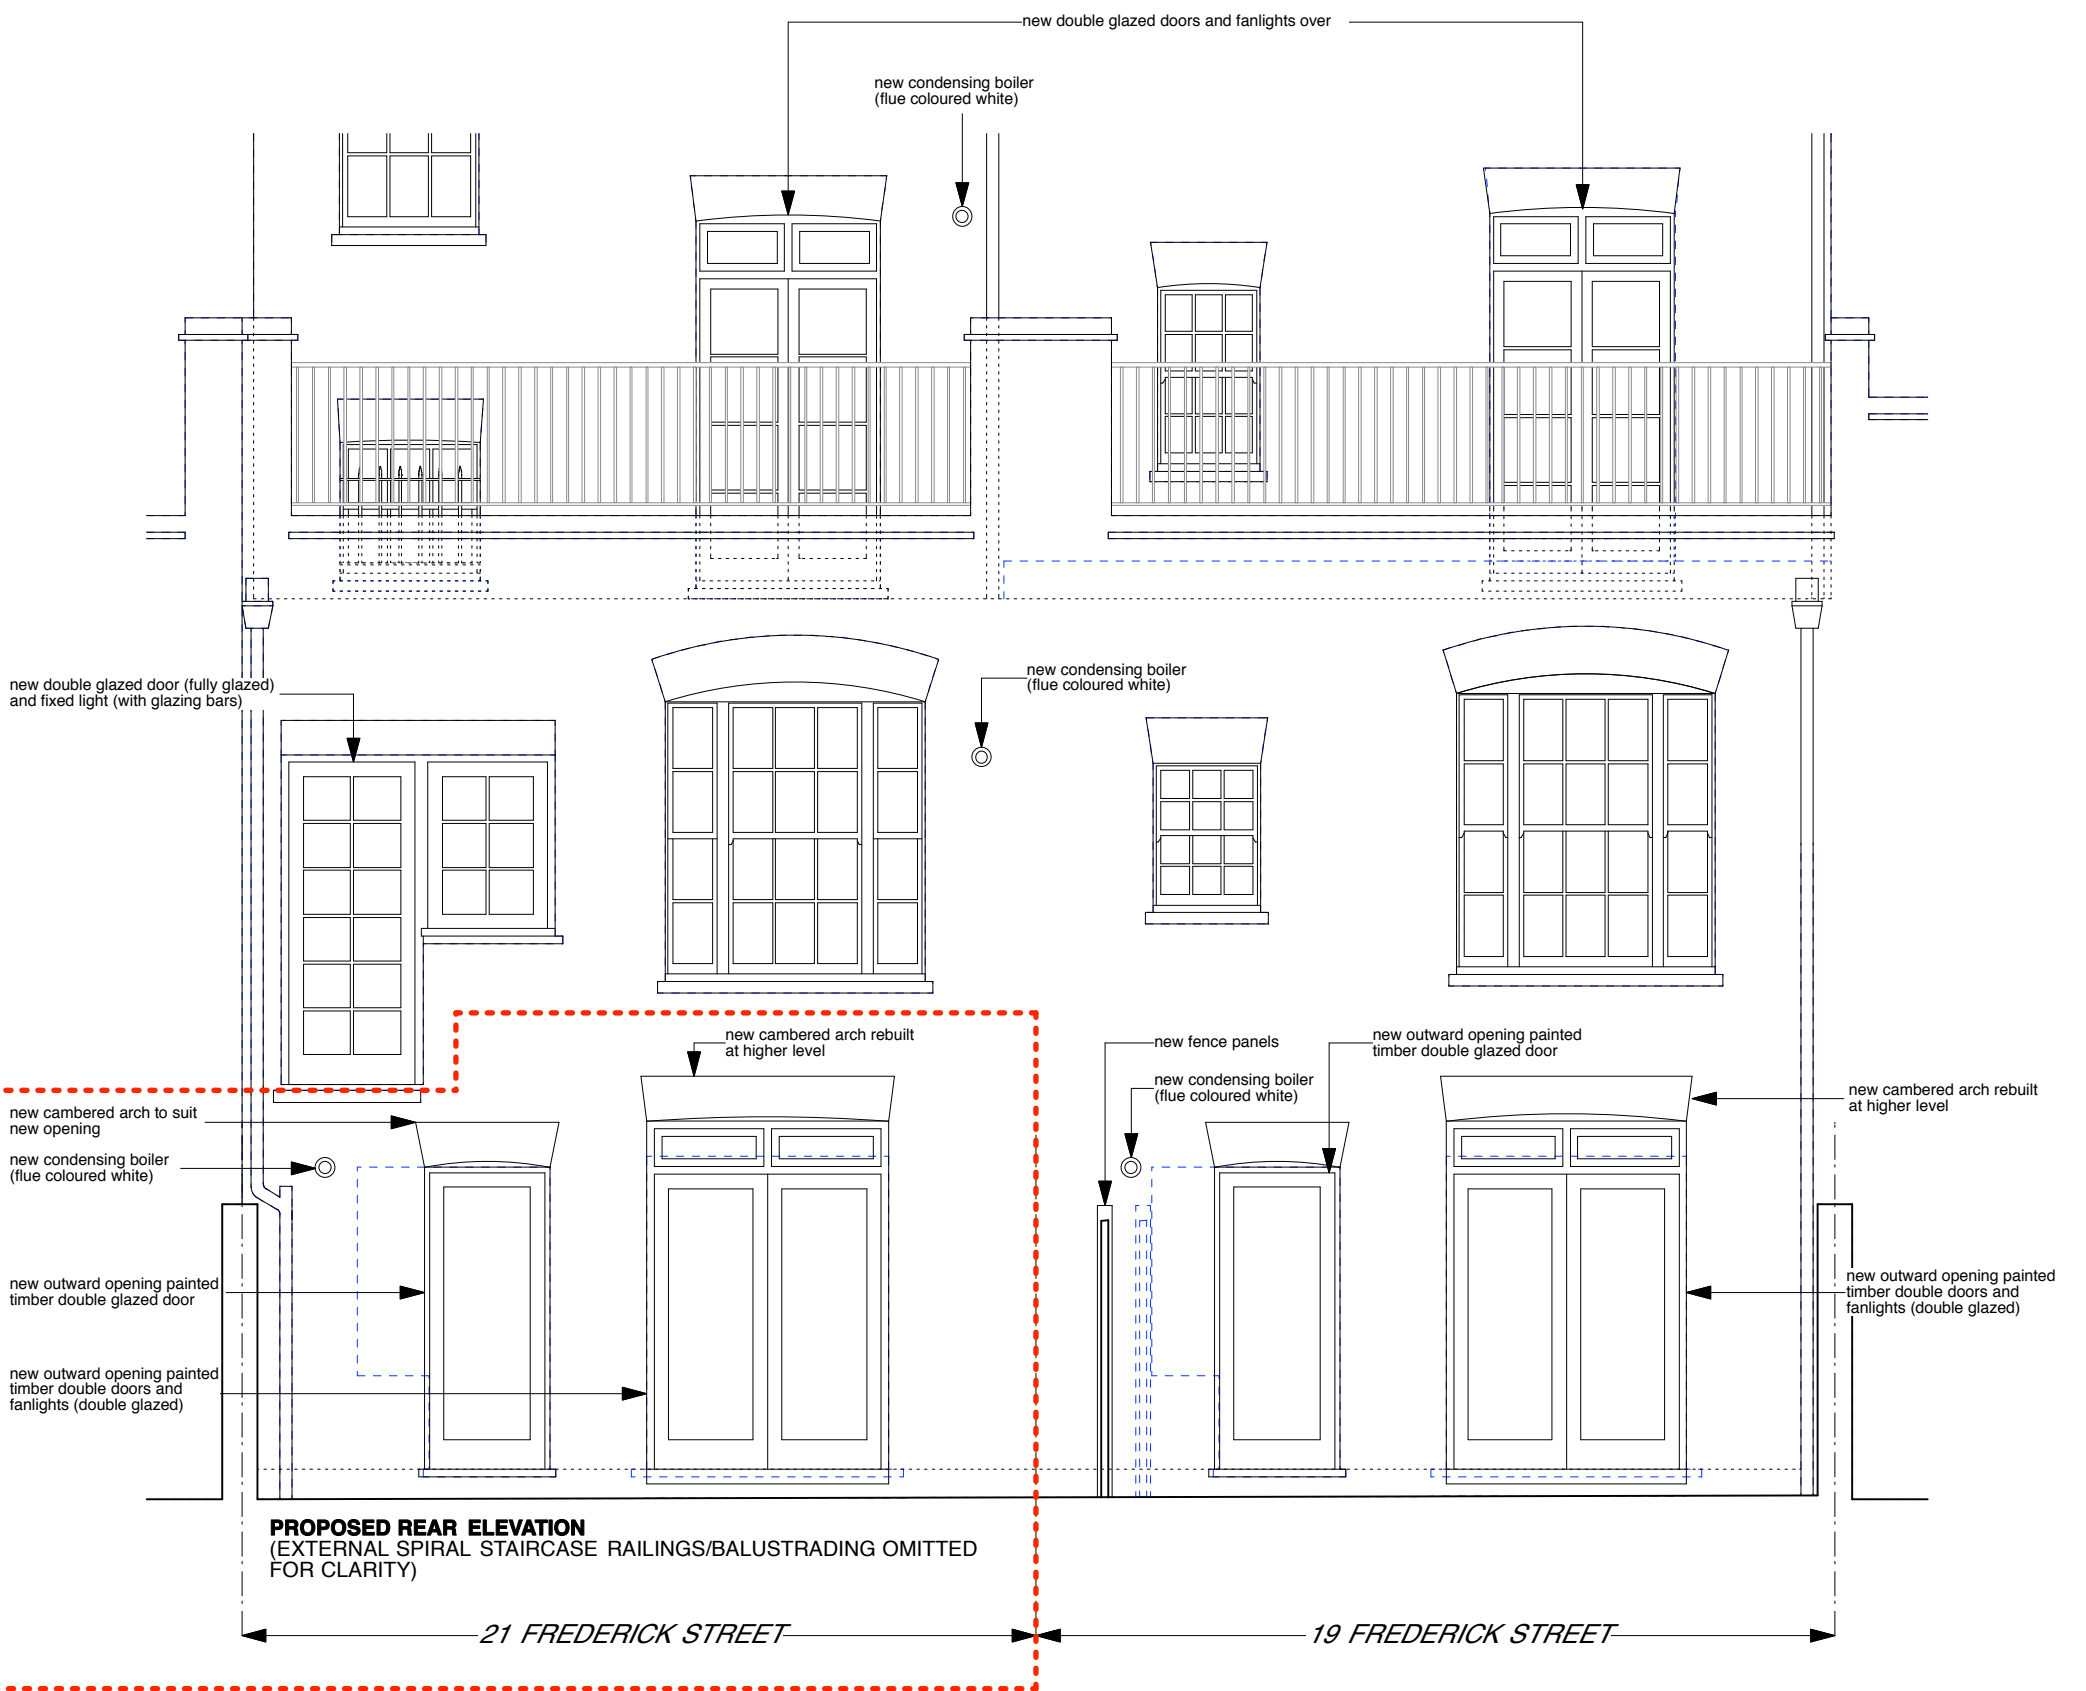 new double glazed doors and fanlights over
new condensing boiler
(flue coloured white)
new double glazed door (fully glazed)
and fixed light (with glazing bars)
new condensing boiler
(flue coloured white)
new cambered arch rebuilt
at higher level
new fence panels
new outward opening painted
timber double glazed door
new condensing boiler
(flue coloured white)
new cambered arch rebuilt
at higher level
new cambered arch to suit
new opening
new condensing boiler
(flue coloured white)
new outward opening painted
timber double glazed door
new outward opening painted
timber double doors and
fanlights (double glazed)
new outward opening painted
timber double doors and
fanlights (double glazed)
PROPOSED REAR ELEVATION
(EXTERNAL SPIRAL STAIRCASE RAILINGS/BALUSTRADING OMITTED
FOR CLARITY)
21 FREDERICK STREET
19 FREDERICK STREET